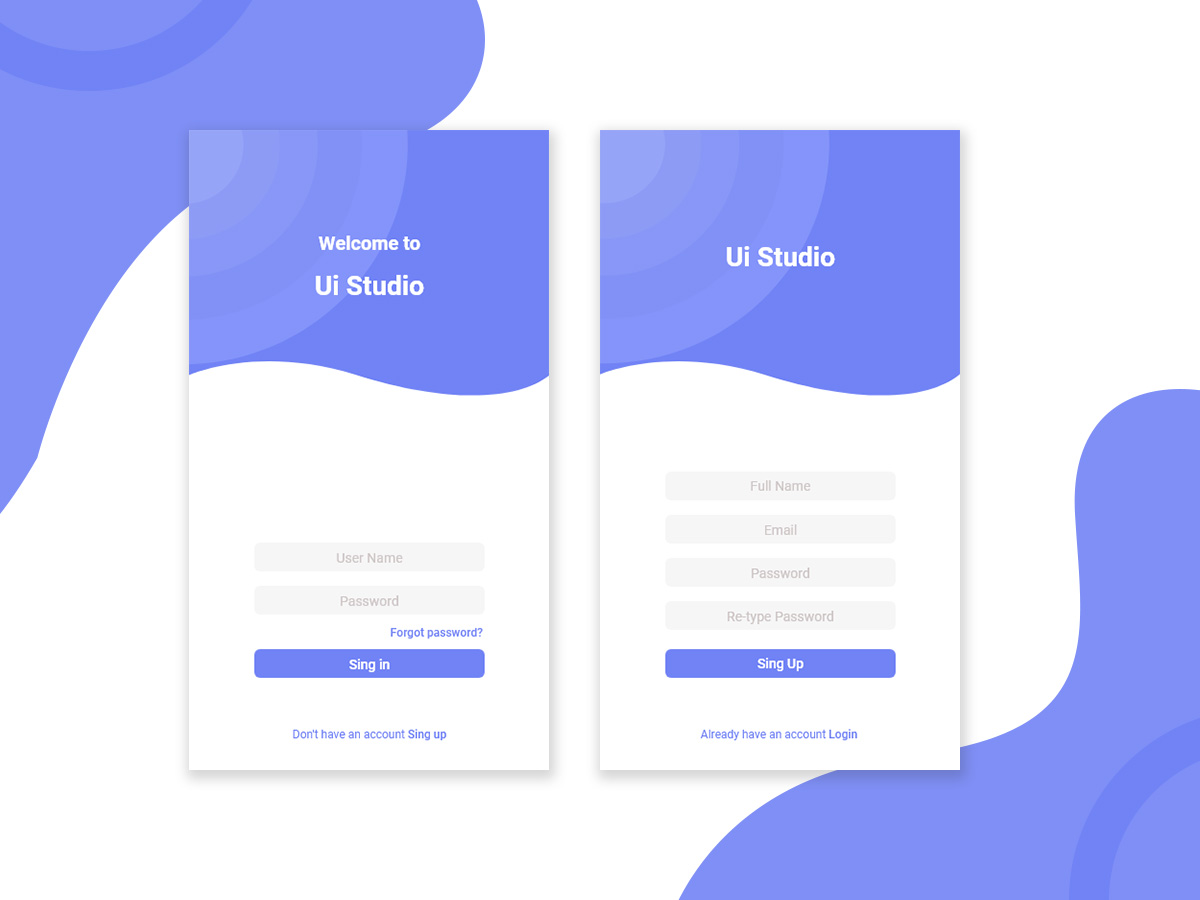 Welcome to
Ui Studio
User Name
Password
Forgot password?
Sing in
Don't have an account Sing up
Ui Studio
Full Name
Email
Password
Re-type Password
Sing Up
Already have an account Login